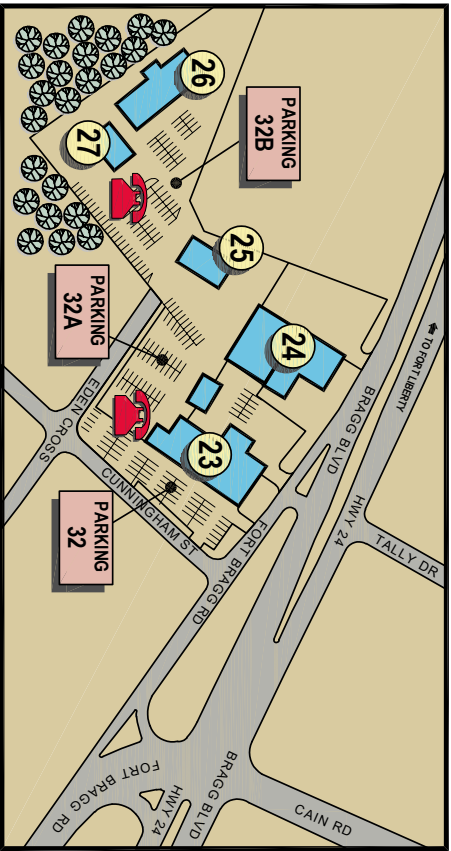 26
27
PARKING
32B
25
PARKING
32A
24
23
PARKING
32
TO FORT LIBERTY
BRAGG BLVD
HWY 24
TALLY DR
EDEN CROSS
CUNNINGHAM ST
FORT BRAGG RD
FORT BRAGG RD
HWY 24
BRAGG BLVD
CAIN RD